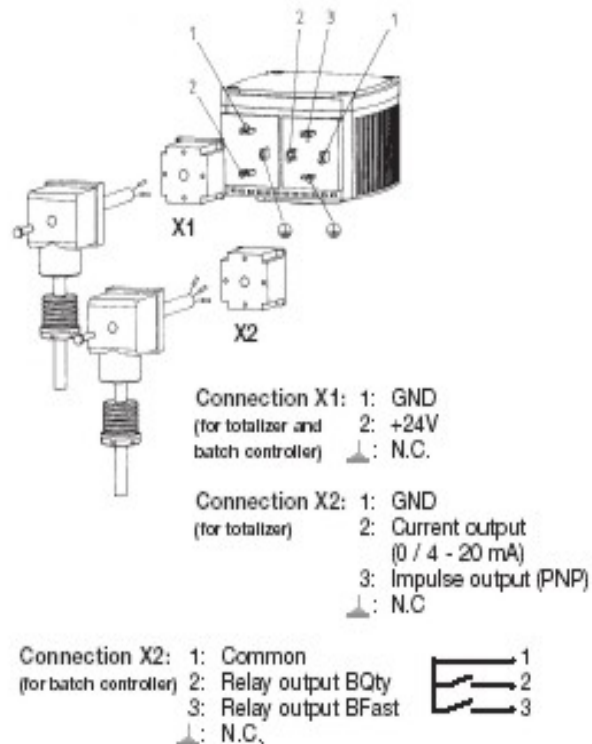 2 3 1
1
2
X1
X2
Connection X1: 1: GND
(for totalizer and 2: +24V
batch controller) ⏚: N.C.
Connection X2: 1: GND
(for totalizer) 2: Current output
(0 / 4 - 20 mA)
3: Impulse output (PNP)
⏚: N.C
Connection X2: 1: Common
(for batch controller) 2: Relay output BQty
3: Relay output BFast
⏚: N.C.
1
2
3